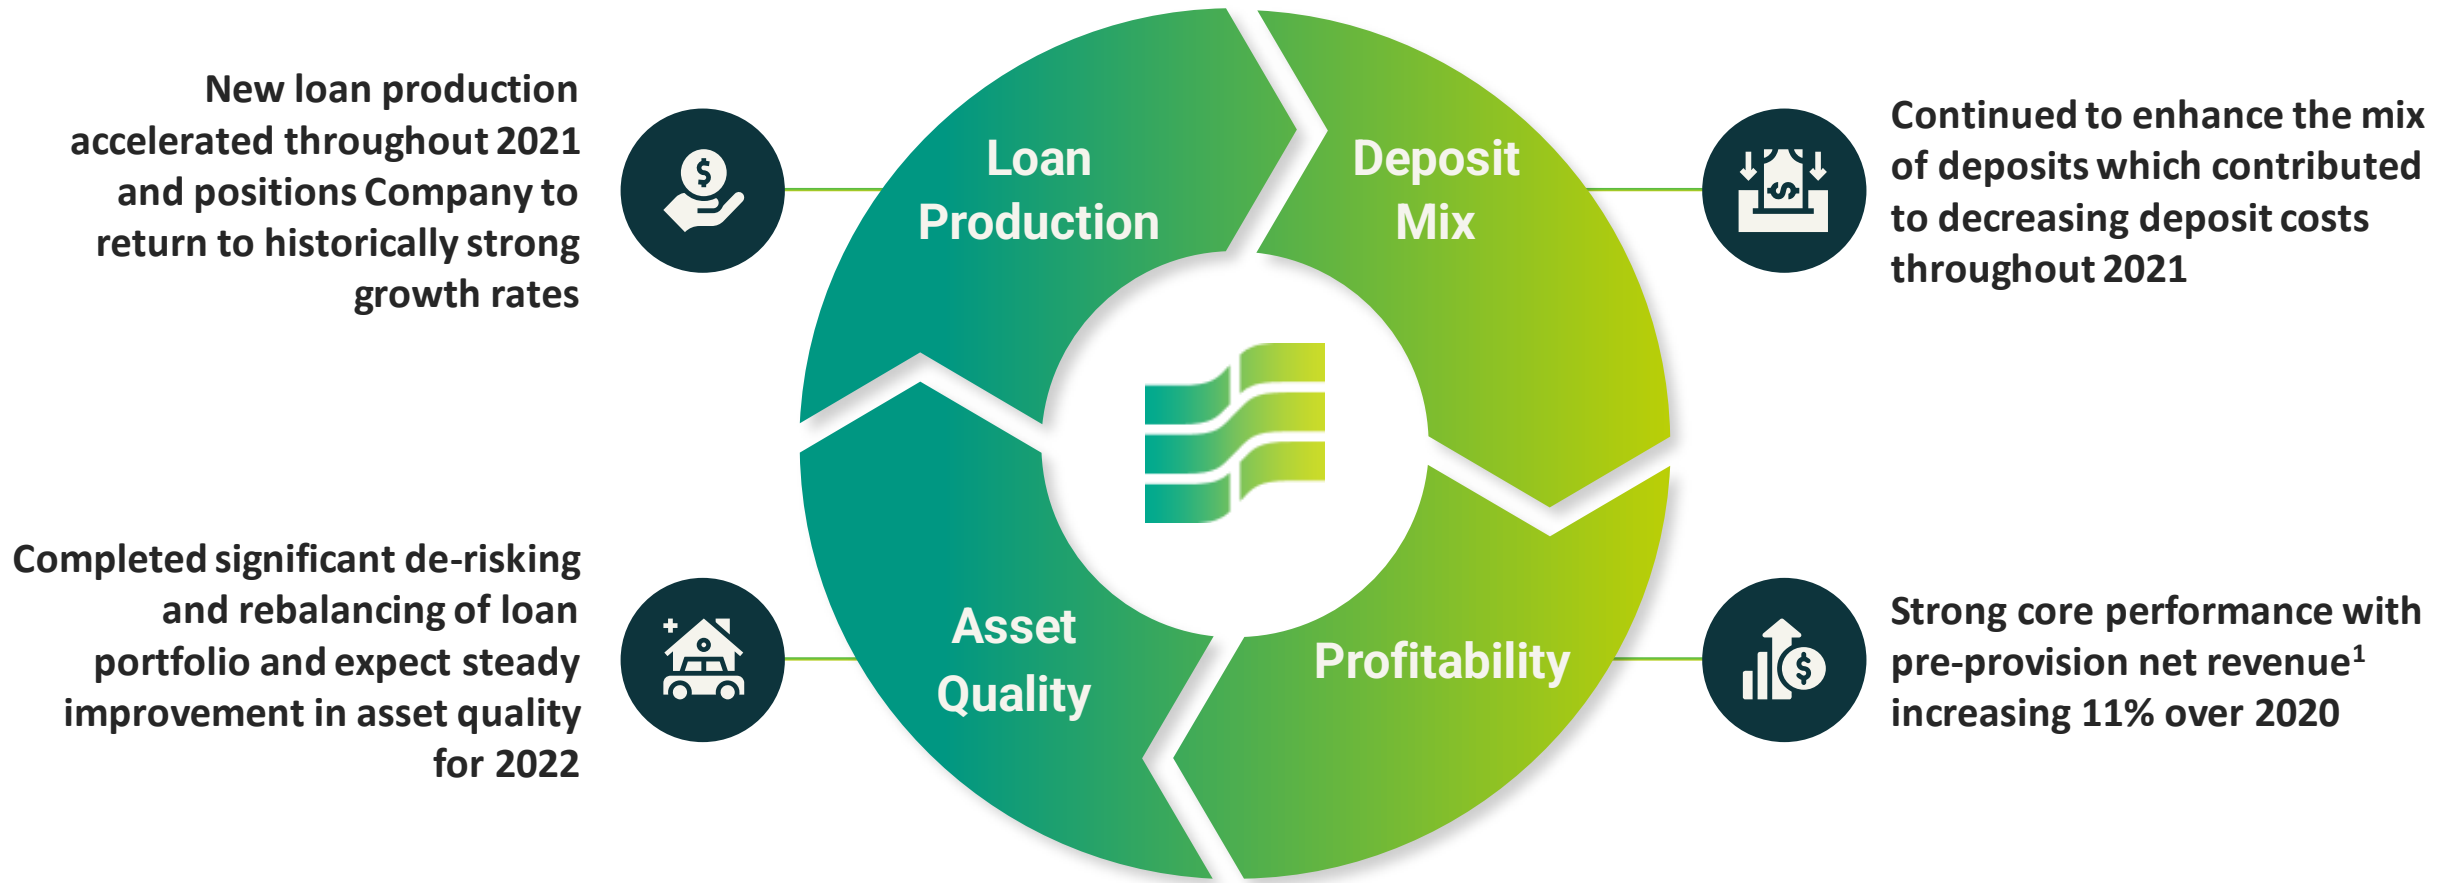 New loan production
accelerated throughout 2021
and positions Company to
return to historically strong
growth rates
Loan
Production
Deposit
Mix
Continued to enhance the mix
of deposits which contributed
to decreasing deposit costs
throughout 2021
Completed significant de-risking
and rebalancing of loan
portfolio and expect steady
improvement in asset quality
for 2022
Asset
Quality
Profitability
Strong core performance with
pre-provision net revenue¹
increasing 11% over 2020